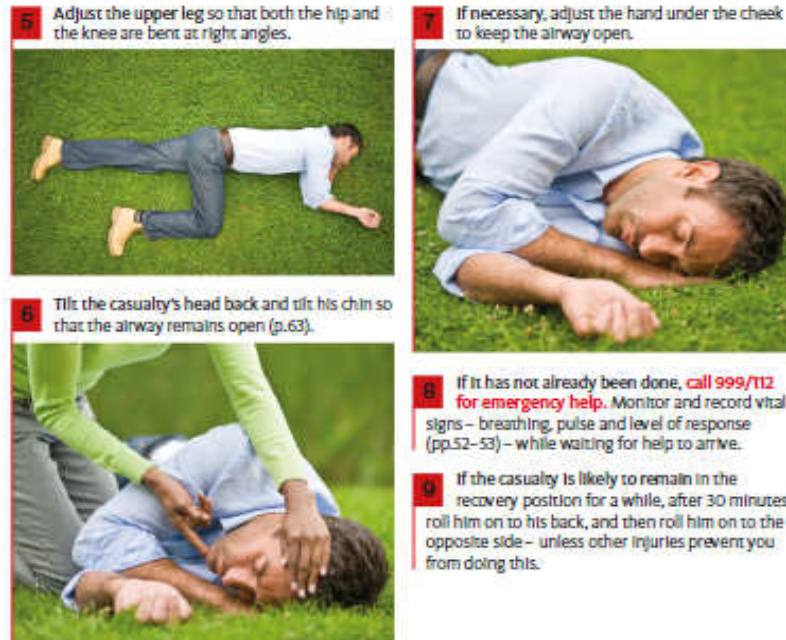 5 Adjust the upper leg so that both the hip and
the knee are bent at right angles.
6 Tilt the casualty's head back and tilt his chin so
that the airway remains open (p.63).
7 If necessary, adjust the hand under the cheek
to keep the airway open.
8 If it has not already been done, call 999/112
for emergency help. Monitor and record vital
signs – breathing, pulse and level of response
(pp.52–53) – while waiting for help to arrive.
9 If the casualty is likely to remain in the
recovery position for a while, after 30 minutes
roll him on to his back, and then roll him on to the
opposite side – unless other injuries prevent you
from doing this.